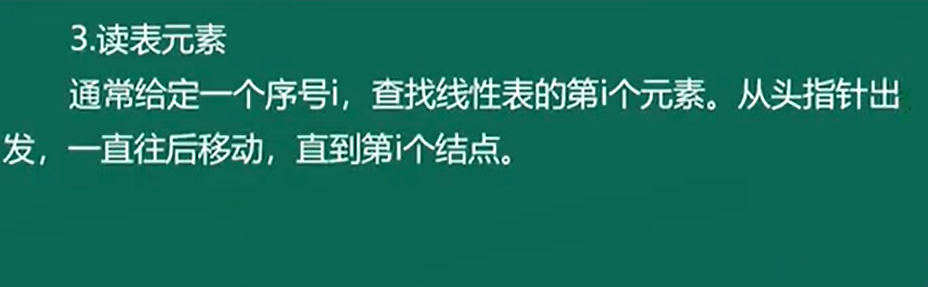 3.读表元素
通常给定一个序号i，查找线性表的第i个元素。从头指针出
发，一直往后移动，直到第i个结点。